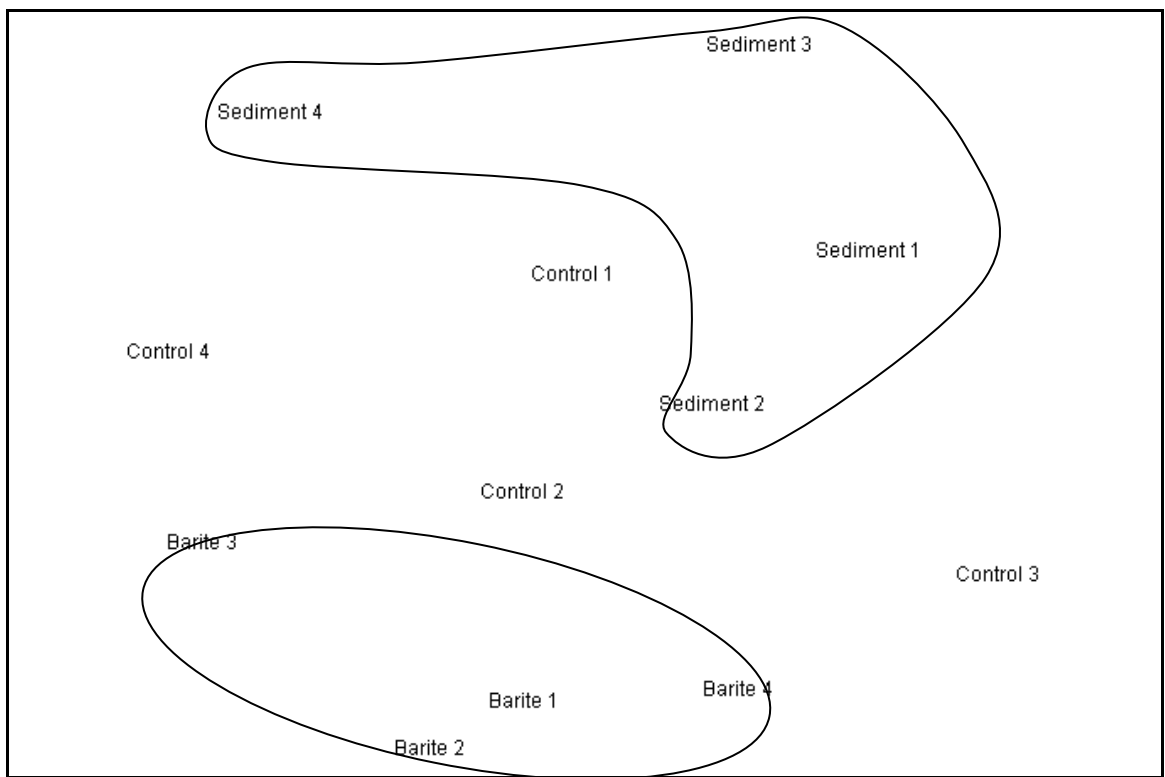 Sediment 3
Sediment 4
Sediment 1
Control 1
Control 4
Sediment 2
Control 2
Barite 3
Control 3
Barite 4
Barite 1
Barite 2